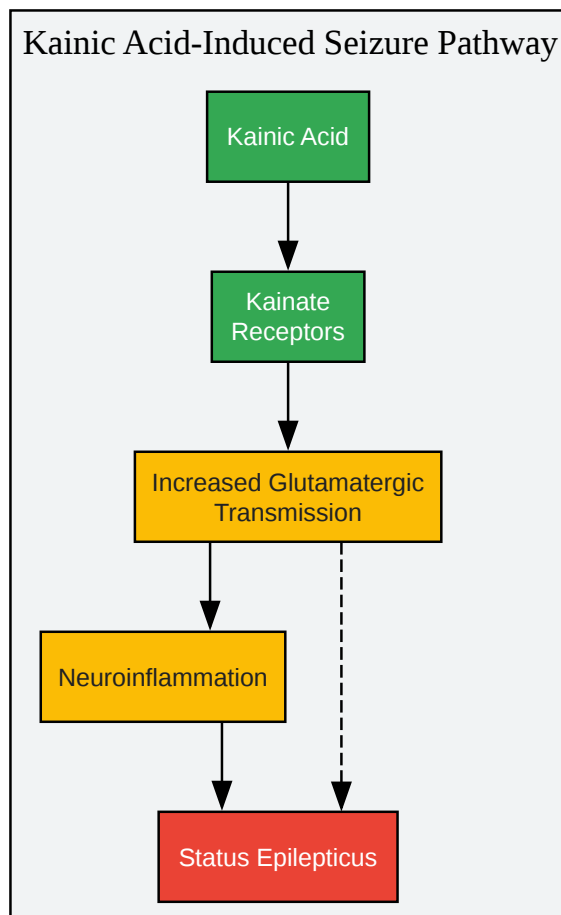 Kainic Acid-Induced Seizure Pathway
Kainic Acid
Kainate
Receptors
Increased Glutamatergic
Transmission
Neuroinflammation
Status Epilepticus